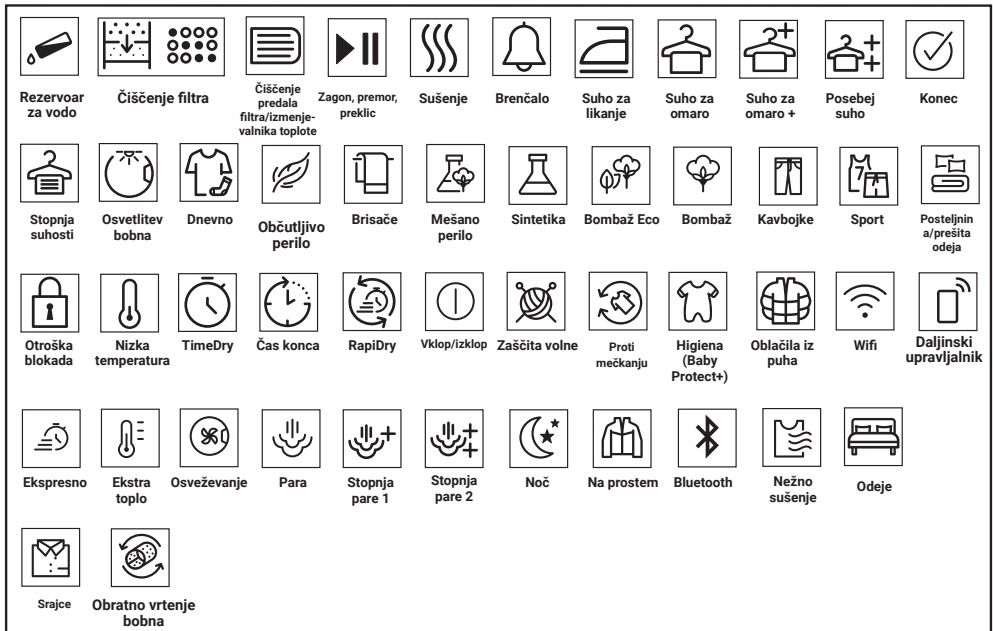 Rezervoar
za vodo
Čiščenje filtra
Čiščenje
predala
filtra/izmenje-
valnika toplote
Zagon, premor,
preklic
Sušenje
Brenčalo
Suho za
likanje
Suho za
omaro
Suho za
omaro +
Posebej
suho
Konec
Stopnja
suhosti
Osvetlitev
bobna
Dnevno
Občutljivo
perilo
Brisače
Mešano
perilo
Sintetika
Bombaž Eco
Bombaž
Kavbojke
Sport
Posteljnin
a/prešita
odeja
Otroška
blokada
Nizka
temperatura
TimeDry
Čas konca
RapiDry
Vklop/izklop
Zaščita volne
Proti
mečkanju
Higiena
(Baby
Protect+)
Oblačila iz
puha
Wifi
Daljinski
upravljalnik
Ekspresno
Ekstra
toplo
Osveževanje
Para
Stopnja
pare 1
Stopnja
pare 2
Noč
Na prostem
Bluetooth
Nežno
sušenje
Odeje
Srajce
Obratno vrtenje
bobna